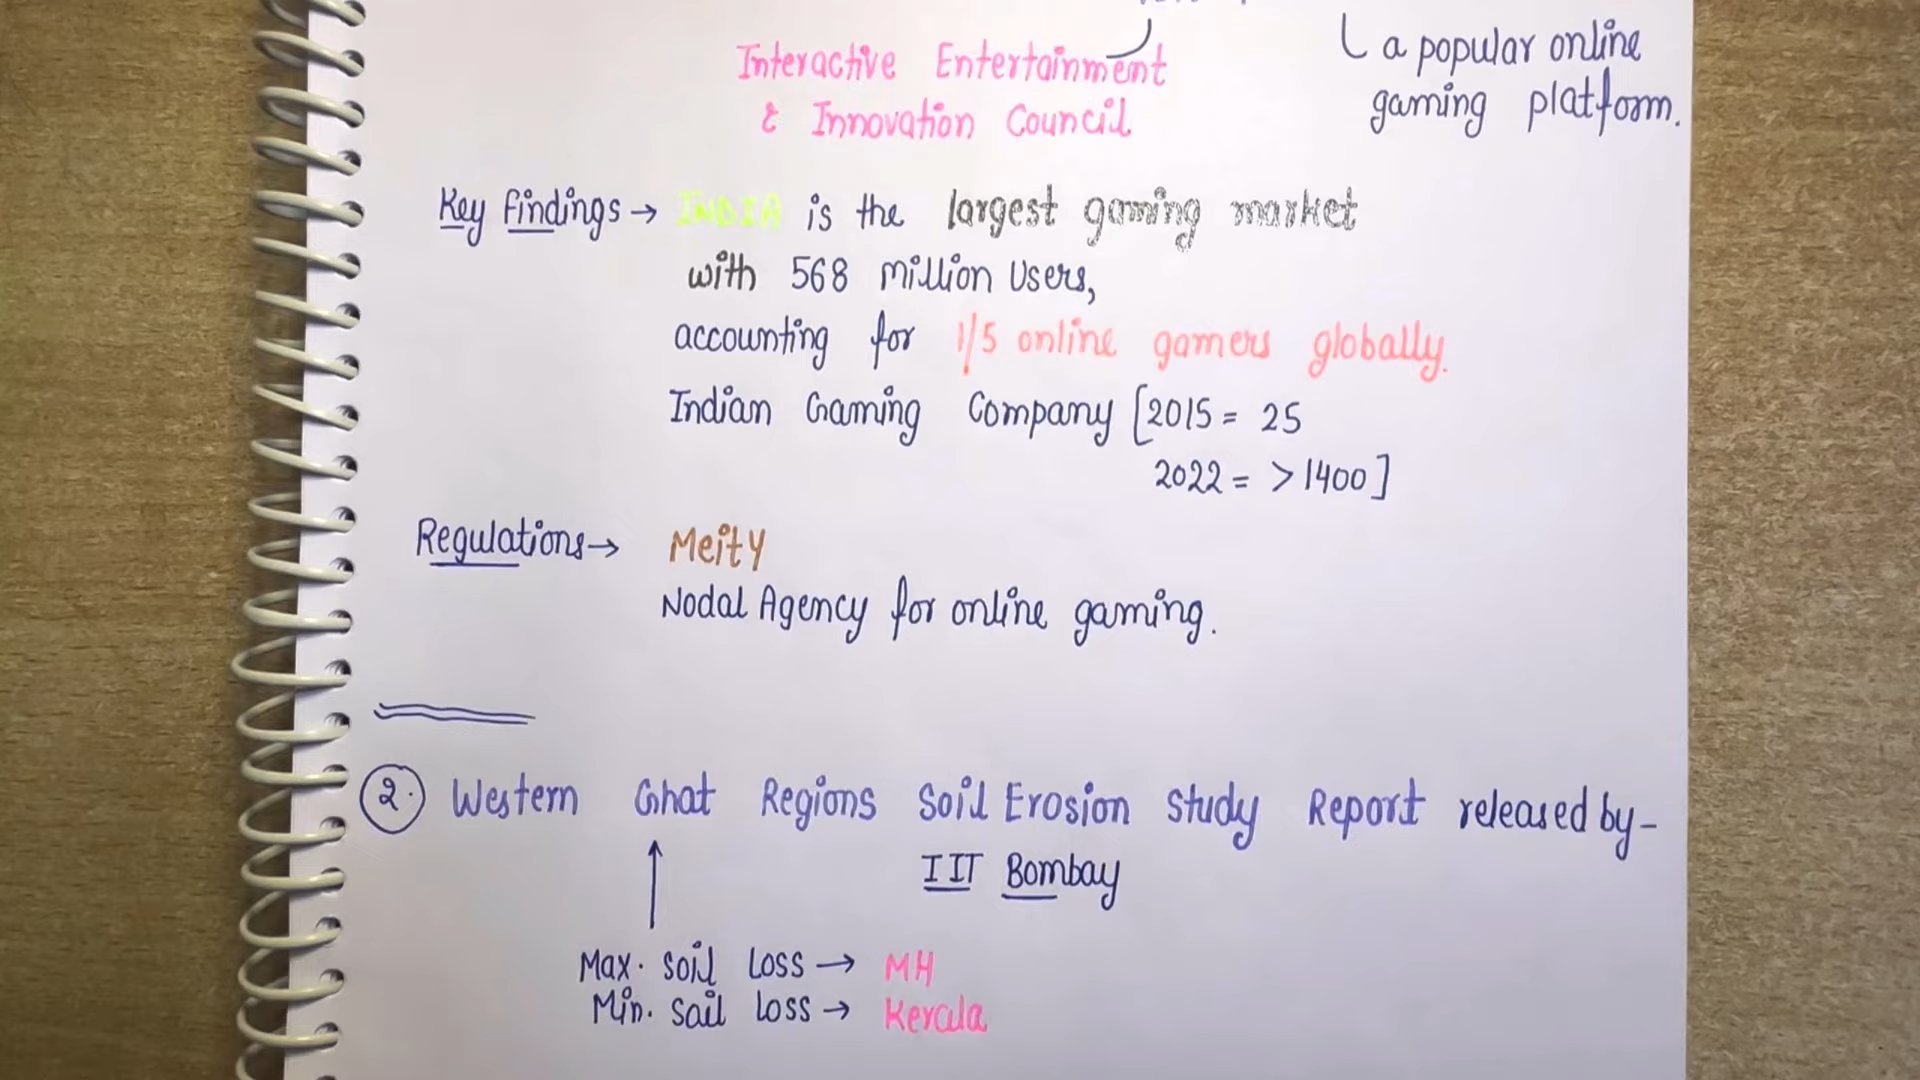 Interactive Entertainment
& Innovation Council
a popular online
gaming platform.
Key findings → INDIA is the largest gaming market
with 568 million Users,
accounting for 1/5 online gamers globally.
Indian Gaming Company [2015 = 25
2022 = > 1400]
Regulations → MeitY
Nodal Agency for online gaming.
2. Western Ghat Regions Soil Erosion Study Report released by-
IIT Bombay
Max. soil Loss → MH
Min. sail loss → Kerala